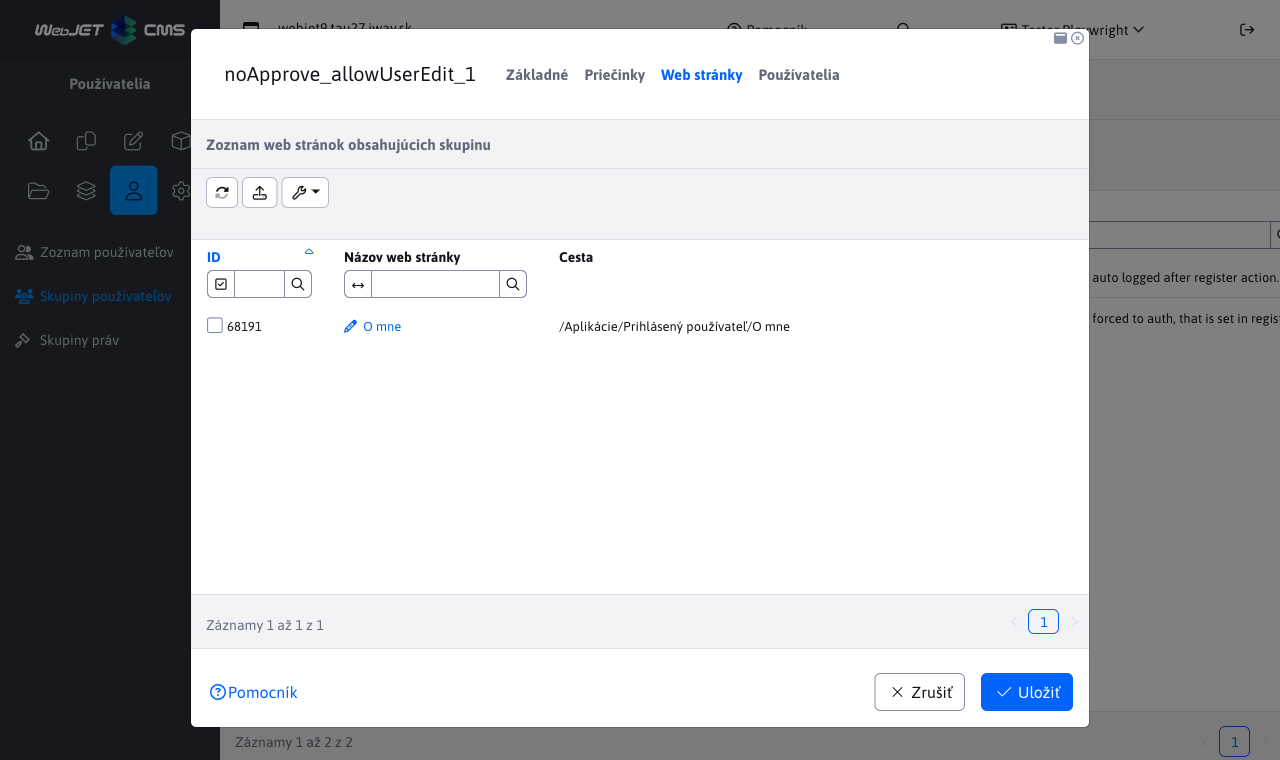 WebJET CMS
webjet9.tau27.iway.sk
Pomocník
Tester Playwright
Používatelia
Zoznam používateľov
Skupiny používateľov
Skupiny práv
noApprove_allowUserEdit_1
Základné
Priečinky
Web stránky
Používatelia
Zoznam web stránok obsahujúcich skupinu
ID
Názov web stránky
Cesta
68191
O mne
/Aplikácie/Prihlásený používateľ/O mne
Záznamy 1 až 1 z 1
1
Pomocník
Zrušiť
Uložiť
auto logged after register action.
forced to auth, that is set in regist
Záznamy 1 až 2 z 2
1